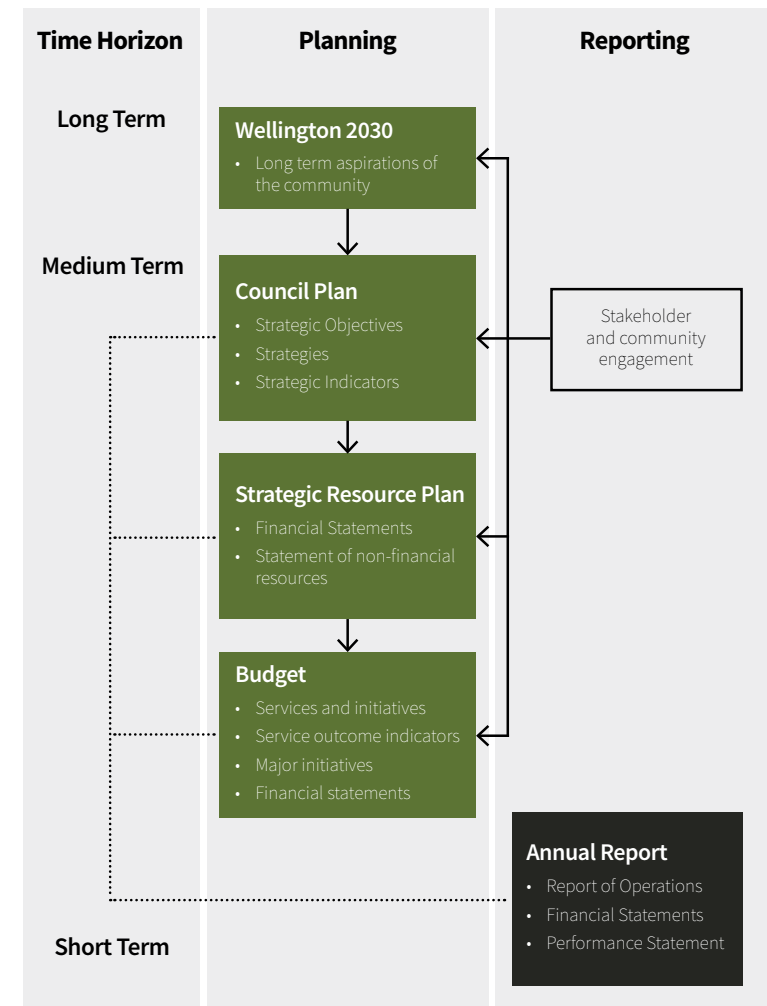 Time Horizon
Planning
Reporting
Long Term
Wellington 2030
• Long term aspirations of
the community
Medium Term
Council Plan
• Strategic Objectives
• Strategies
• Strategic Indicators
Stakeholder
and community
engagement
Strategic Resource Plan
• Financial Statements
• Statement of non-financial
resources
Budget
• Services and initiatives
• Service outcome indicators
• Major initiatives
• Financial statements
Annual Report
• Report of Operations
• Financial Statements
• Performance Statement
Short Term